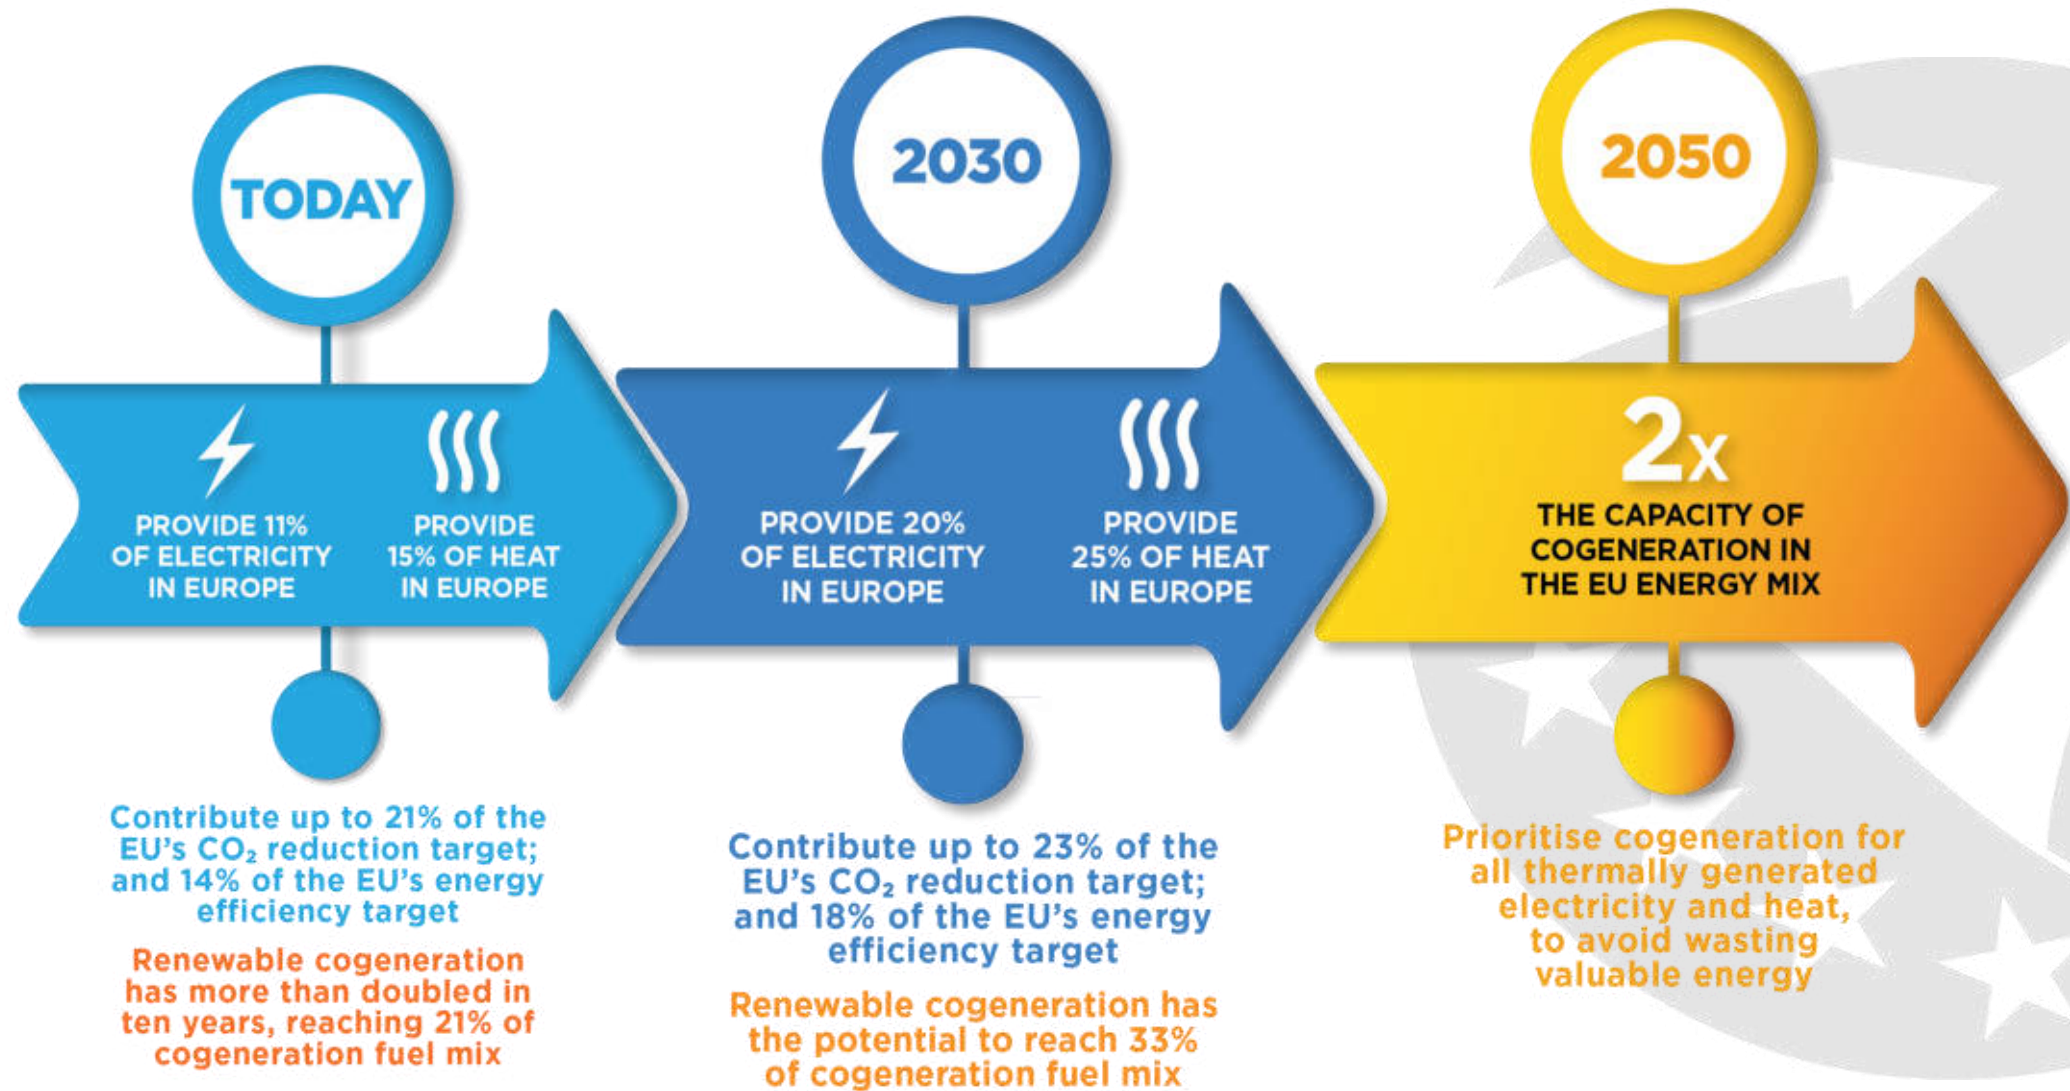 TODAY
PROVIDE 11%
OF ELECTRICITY
IN EUROPE
PROVIDE
15% OF HEAT
IN EUROPE
Contribute up to 21% of the
EU's CO₂ reduction target;
and 14% of the EU's energy
efficiency target
Renewable cogeneration
has more than doubled in
ten years, reaching 21% of
cogeneration fuel mix
2030
PROVIDE 20%
OF ELECTRICITY
IN EUROPE
PROVIDE
25% OF HEAT
IN EUROPE
Contribute up to 23% of the
EU's CO₂ reduction target;
and 18% of the EU's energy
efficiency target
Renewable cogeneration has
the potential to reach 33%
of cogeneration fuel mix
2050
2x
THE CAPACITY OF
COGENERATION IN
THE EU ENERGY MIX
Prioritise cogeneration for
all thermally generated
electricity and heat,
to avoid wasting
valuable energy